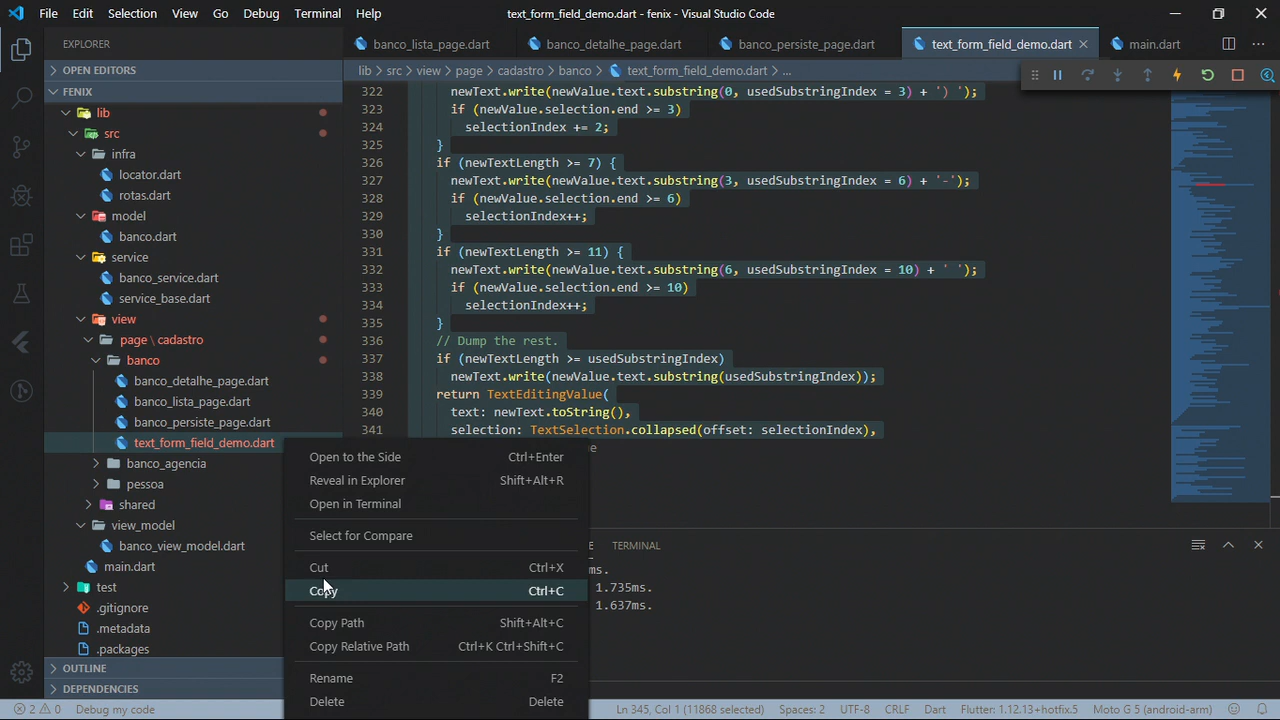 File Edit Selection View Go Debug Terminal Help
text_form_field_demo.dart - fenix - Visual Studio Code
EXPLORER
banco_lista_page.dart
banco_detalhe_page.dart
banco_persiste_page.dart
text_form_field_demo.dart
main.dart
OPEN EDITORS
lib > src > view > page > cadastro > banco > text_form_field_demo.dart > ...
FENIX
lib
src
infra
locator.dart
rotas.dart
model
banco.dart
service
banco_service.dart
service_base.dart
view
page \ cadastro
banco
banco_detalhe_page.dart
banco_lista_page.dart
banco_persiste_page.dart
text_form_field_demo.dart
banco_agencia
pessoa
shared
view_model
banco_view_model.dart
main.dart
test
.gitignore
.metadata
.packages
OUTLINE
DEPENDENCIES
322 newText.write(newValue.text.substring(0, usedSubstringIndex = 3) + ') ');
323 if (newValue.selection.end >= 3)
324 selectionIndex += 2;
325 }
326 if (newTextLength >= 7) {
327 newText.write(newValue.text.substring(3, usedSubstringIndex = 6) + '-');
328 if (newValue.selection.end >= 6)
329 selectionIndex++;
330 }
331 if (newTextLength >= 11) {
332 newText.write(newValue.text.substring(6, usedSubstringIndex = 10) + ' ');
333 if (newValue.selection.end >= 10)
334 selectionIndex++;
335 }
336 // Dump the rest.
337 if (newTextLength >= usedSubstringIndex)
338 newText.write(newValue.text.substring(usedSubstringIndex));
339 return TextEditingValue(
340 text: newText.toString(),
341 selection: TextSelection.collapsed(offset: selectionIndex),
Open to the Side Ctrl+Enter
Reveal in Explorer Shift+Alt+R
Open in Terminal
Select for Compare
Cut Ctrl+X
Copy Ctrl+C
Copy Path Shift+Alt+C
Copy Relative Path Ctrl+K Ctrl+Shift+C
Rename F2
Delete Delete
TERMINAL
ms.
1.735ms.
1.637ms.
2 0 Debug my code
Ln 345, Col 1 (11868 selected) Spaces: 2 UTF-8 CRLF Dart Flutter: 1.12.13+hotfix.5 Moto G 5 (android-arm)